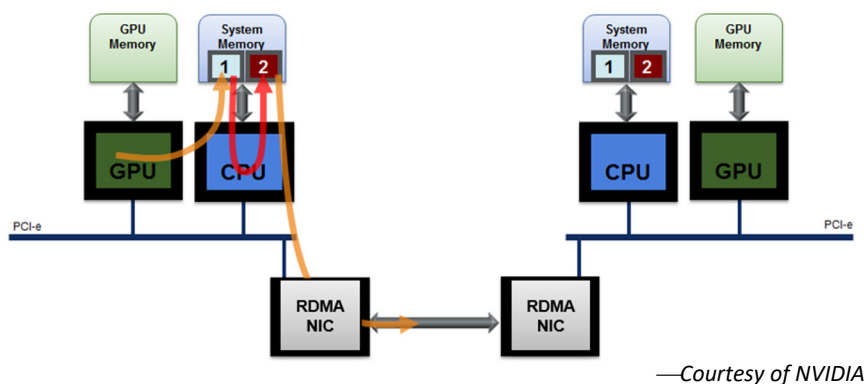 GPU
Memory
System
Memory
1 2
GPU
CPU
PCI-e
RDMA
NIC
System
Memory
GPU
Memory
1 2
CPU
GPU
PCI-e
RDMA
NIC
—Courtesy of NVIDIA